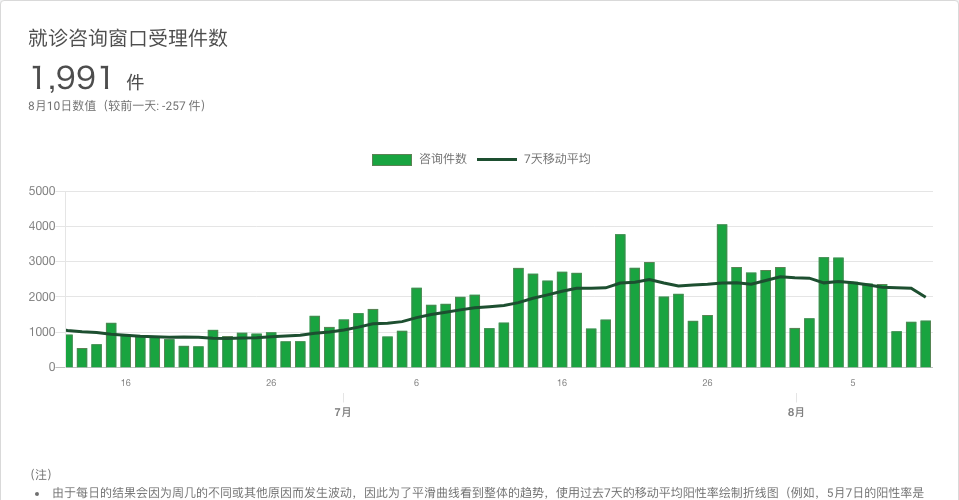 就诊咨询窗口受理件数
1,991 件
8月10日数值（较前一天: -257 件）
咨询件数 7天移动平均
5000
4000
3000
2000
1000
0
16 26 6 16 26 5
7月 8月
（注）
• 由于每日的结果会因为周几的不同或其他原因而发生波动，因此为了平滑曲线看到整体的趋势，使用过去7天的移动平均阳性率绘制折线图（例如，5月7日的阳性率是